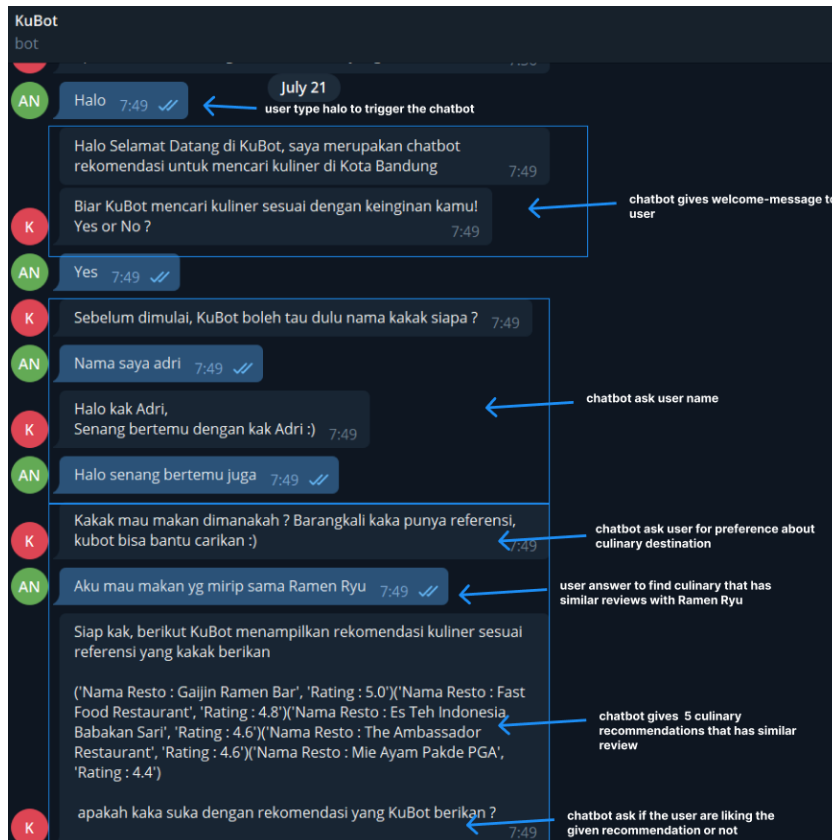 KuBot
bot
July 21
Halo 7:49
user type halo to trigger the chatbot
Halo Selamat Datang di KuBot, saya merupakan chatbot
rekomendasi untuk mencari kuliner di Kota Bandung
7:49
Biar KuBot mencari kuliner sesuai dengan keinginan kamu!
Yes or No ?
7:49
chatbot gives welcome-message to
user
Yes 7:49
Sebelum dimulai, KuBot boleh tau dulu nama kakak siapa ? 7:49
Nama saya adri 7:49
Halo kak Adri,
Senang bertemu dengan kak Adri :) 7:49
chatbot ask user name
Halo senang bertemu juga 7:49
Kakak mau makan dimanakah ? Barangkali kaka punya referensi,
kubot bisa bantu carikan :)
7:49
chatbot ask user for preference about
culinary destination
Aku mau makan yg mirip sama Ramen Ryu 7:49
user answer to find culinary that has
similar reviews with Ramen Ryu
Siap kak, berikut KuBot menampilkan rekomendasi kuliner sesuai
referensi yang kakak berikan
('Nama Resto : Gaijin Ramen Bar', 'Rating : 5.0')('Nama Resto : Fast
Food Restaurant', 'Rating : 4.8')('Nama Resto : Es Teh Indonesia
Babakan Sari', 'Rating : 4.6')('Nama Resto : The Ambassador
Restaurant', 'Rating : 4.6')('Nama Resto : Mie Ayam Pakde PGA',
'Rating : 4.4')
chatbot gives 5 culinary
recommendations that has similar
review
apakah kaka suka dengan rekomendasi yang KuBot berikan ?
7:49
chatbot ask if the user are liking the
given recommendation or not
AN
K
AN
K
AN
K
AN
K
AN
K